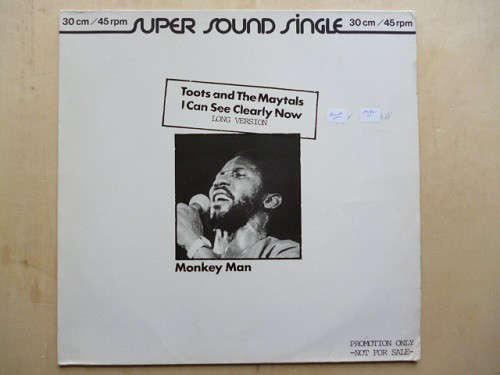 30 cm / 45 rpm SUPER SOUND SINGLE 30 cm / 45 rpm
Toots and The Maytals
I Can See Clearly Now
LONG VERSION
Monkey Man
PROMOTION ONLY
-NOT FOR SALE-